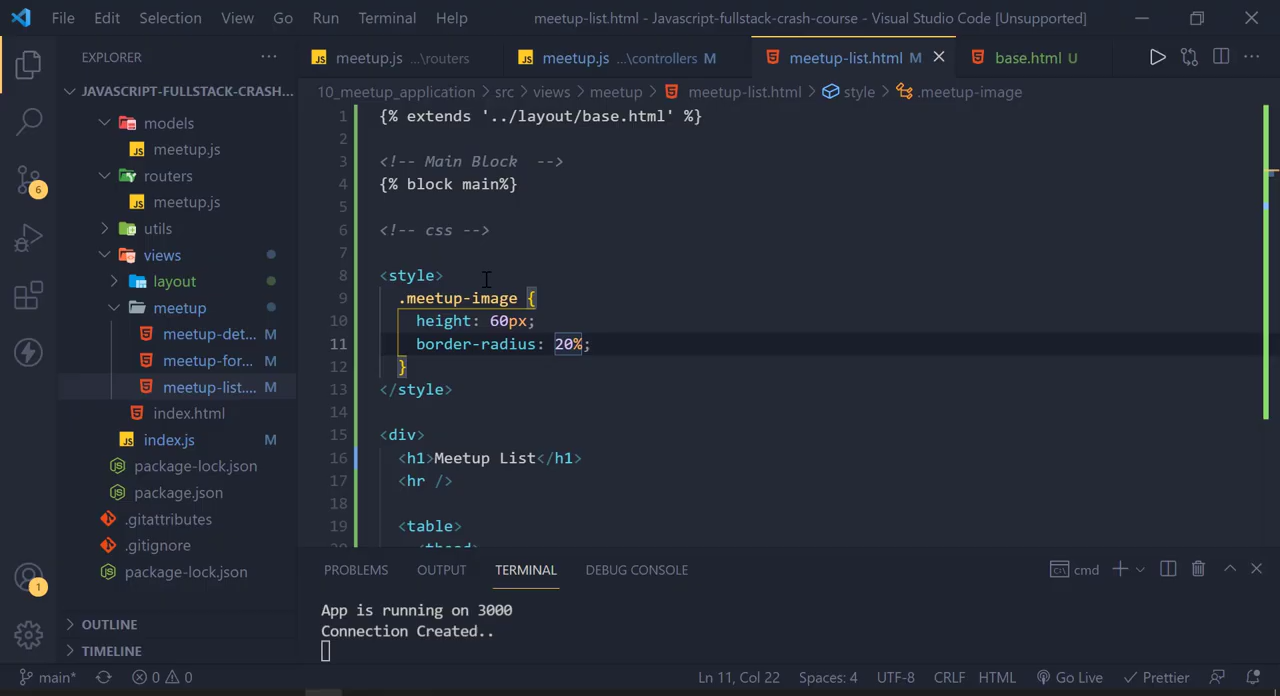 File Edit Selection View Go Run Terminal Help meetup-list.html - Javascript-fullstack-crash-course - Visual Studio Code [Unsupported]
EXPLORER
JAVASCRIPT-FULLSTACK-CRASH...
models
meetup.js
routers
meetup.js
utils
views
layout
meetup
meetup-det... M
meetup-for... M
meetup-list.... M
index.html
index.js M
package-lock.json
package.json
.gitattributes
.gitignore
package-lock.json
OUTLINE
TIMELINE
6
1
meetup.js ...\routers meetup.js ...\controllers M meetup-list.html M base.html U
10_meetup_application > src > views > meetup > meetup-list.html > style > .meetup-image
1 {% extends '../layout/base.html' %}
2
3 <!-- Main Block  -->
4 {% block main%}
5
6 <!-- css -->
7
8 <style>
9 .meetup-image {
10 height: 60px;
11 border-radius: 20%;
12 }
13 </style>
14
15 <div>
16 <h1>Meetup List</h1>
17 <hr />
18
19 <table>
20 <thead>
PROBLEMS OUTPUT TERMINAL DEBUG CONSOLE cmd
App is running on 3000
Connection Created..
main* 0 0 Ln 11, Col 22 Spaces: 4 UTF-8 CRLF HTML Go Live Prettier